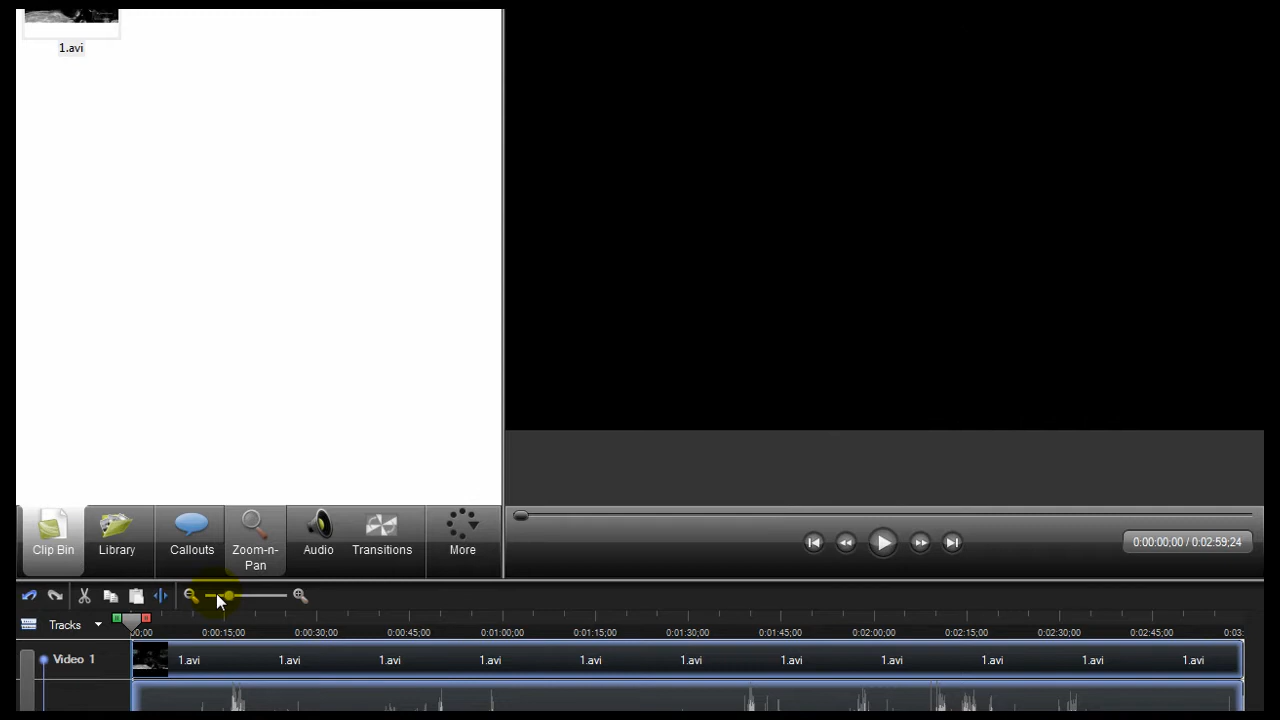 1.avi
Clip Bin
Library
Callouts
Zoom-n-
Pan
Audio
Transitions
More
0:00:00;00 / 0:02:59;24
Tracks
00;00 0:00:15;00 0:00:30;00 0:00:45;00 0:01:00;00 0:01:15;00 0:01:30;00 0:01:45;00 0:02:00;00 0:02:15;00 0:02:30;00 0:02:45;00 0:03:
Video 1 1.avi 1.avi 1.avi 1.avi 1.avi 1.avi 1.avi 1.avi 1.avi 1.avi 1.avi